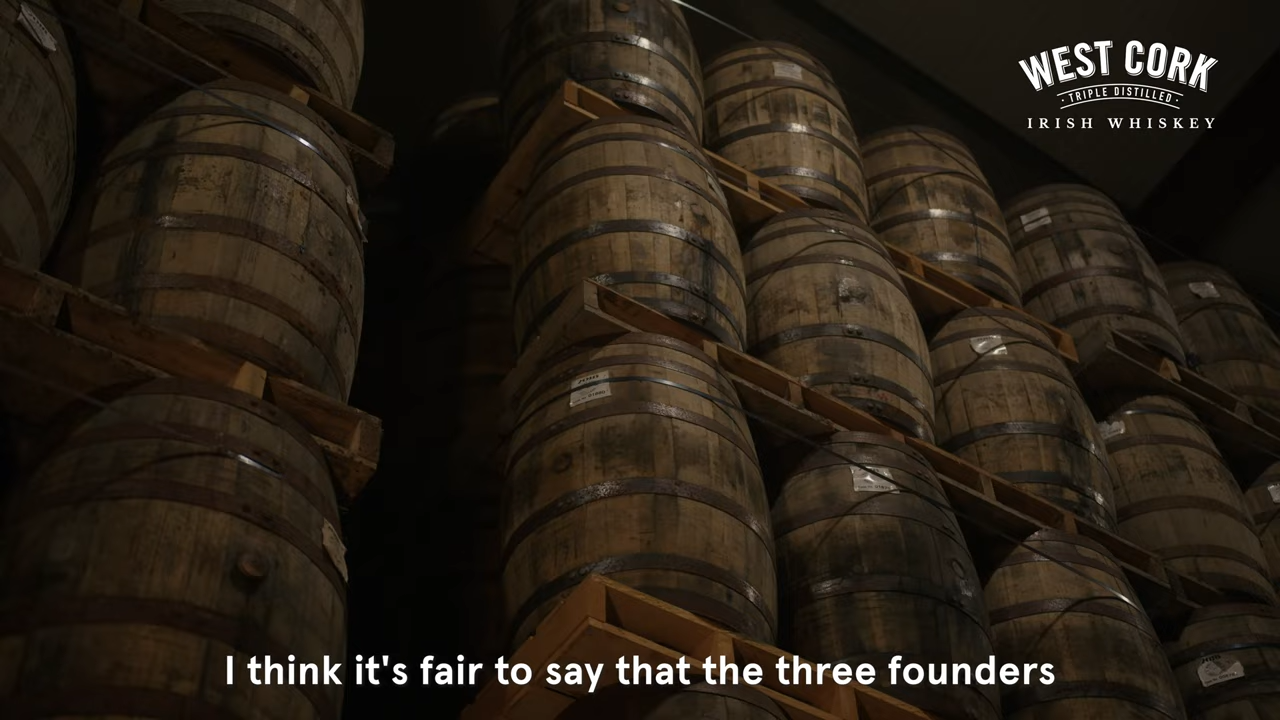 WEST CORK
· TRIPLE DISTILLED ·
IRISH WHISKEY
I think it's fair to say that the three founders